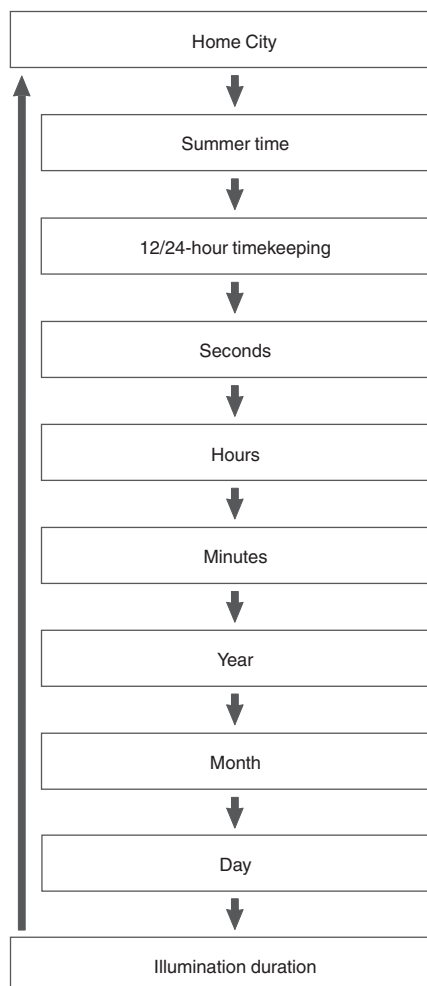 Home City
Summer time
12/24-hour timekeeping
Seconds
Hours
Minutes
Year
Month
Day
Illumination duration